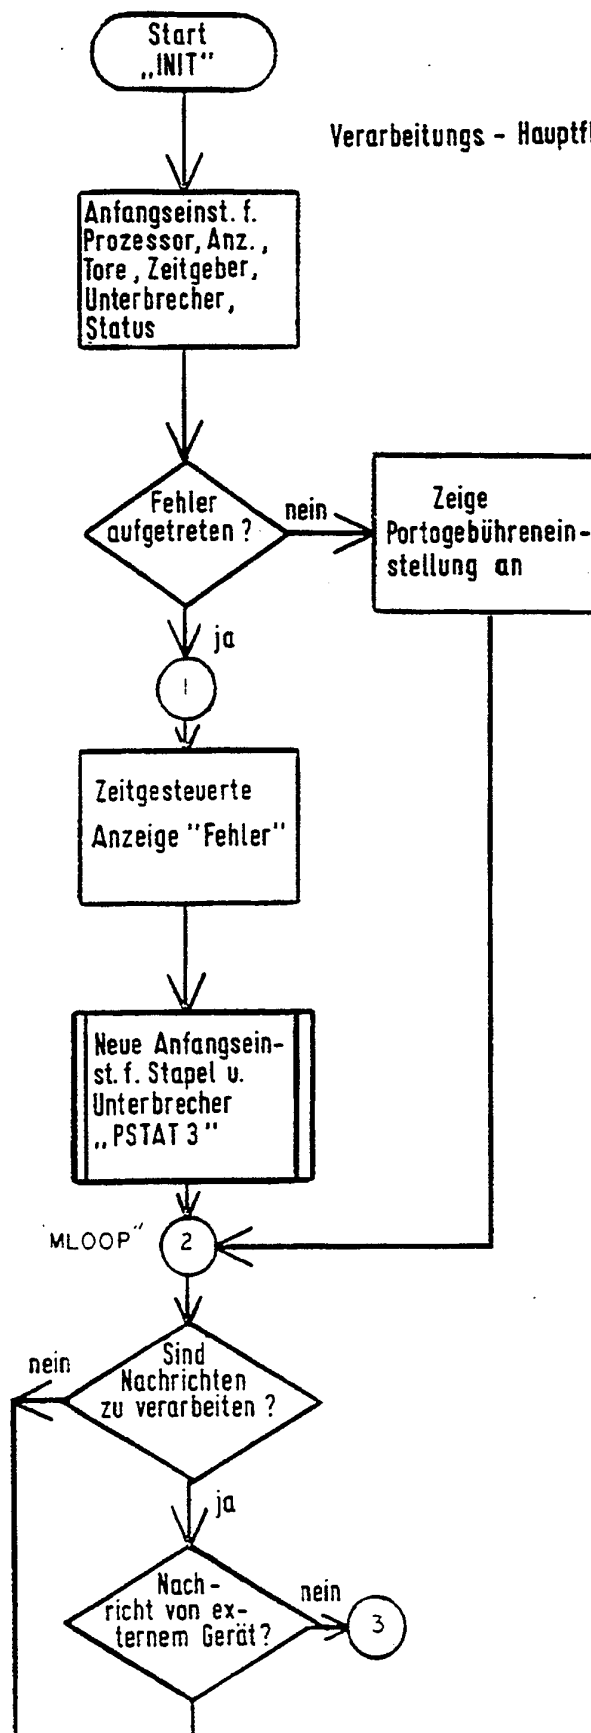 Start
„INIT“
Verarbeitungs - Hauptfl
Anfangseinst. f.
Prozessor, Anz. ,
Tore , Zeitgeber,
Unterbrecher,
Status
Fehler
aufgetreten ?
nein
Zeige
Portogebührenein-
stellung an
ja
1
Zeitgesteuerte
Anzeige "Fehler"
Neue Anfangsein-
st. f. Stapel u.
Unterbrecher
„PSTAT 3"
'MLOOP"
2
nein
Sind
Nachrichten
zu verarbeiten ?
ja
Nach-
richt von ex-
ternem Gerät?
nein
3